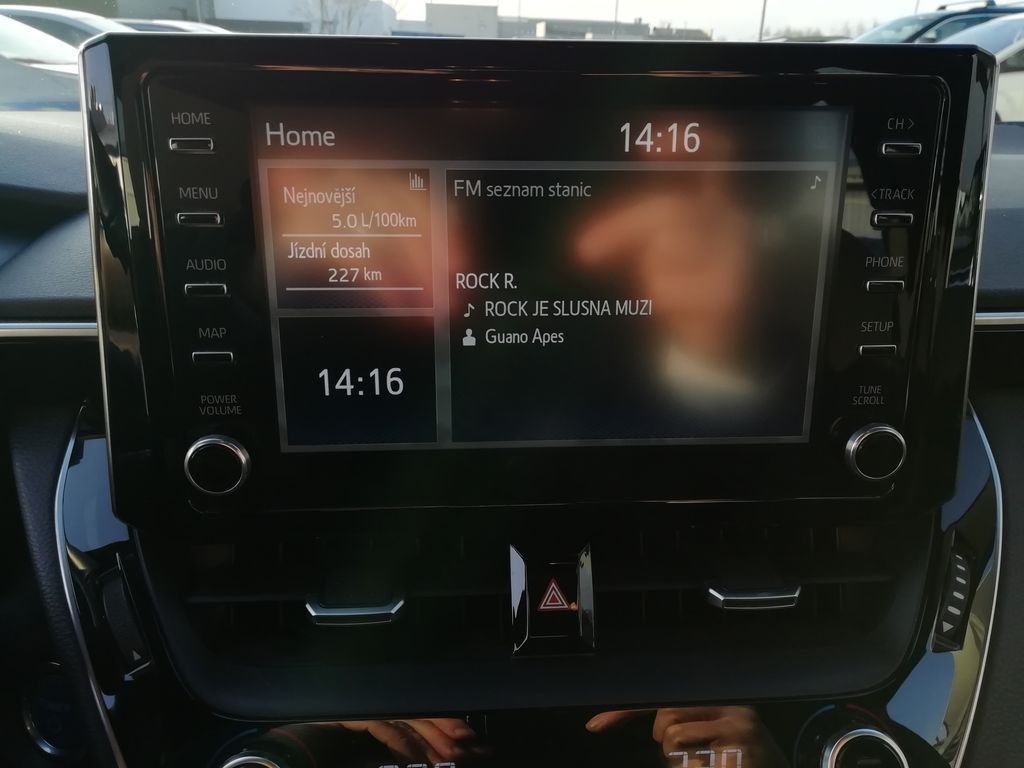 HOME
MENU
AUDIO
MAP
POWER
VOLUME
Home
14:16
Nejnovější
5.0 L/100km
Jízdní dosah
227 km
14:16
FM seznam stanic
ROCK R.
ROCK JE SLUSNA MUZI
Guano Apes
CH >
< TRACK
PHONE
SETUP
TUNE
SCROLL